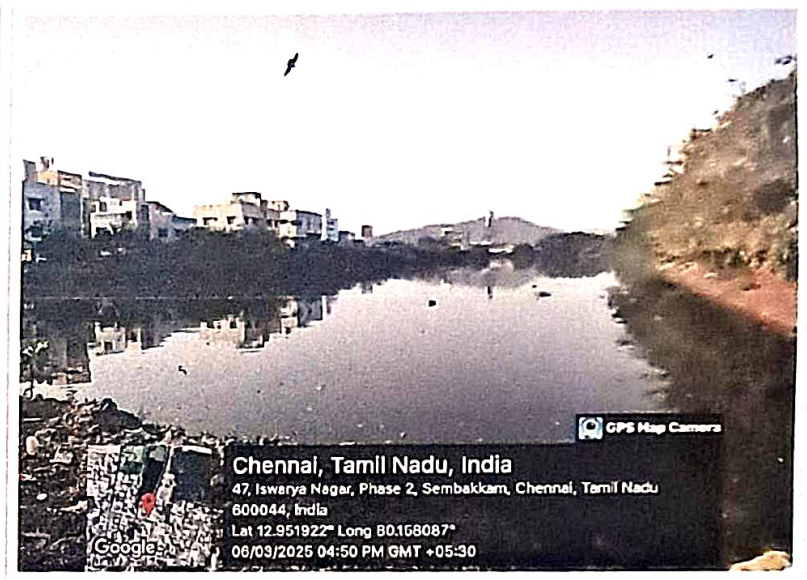 GPS Map Camera
Chennai, Tamil Nadu, India
47, Iswarya Nagar, Phase 2, Sembakkam, Chennai, Tamil Nadu
600044, India
Lat 12.951922° Long 80.158087°
06/03/2025 04:50 PM GMT +05:30
Google